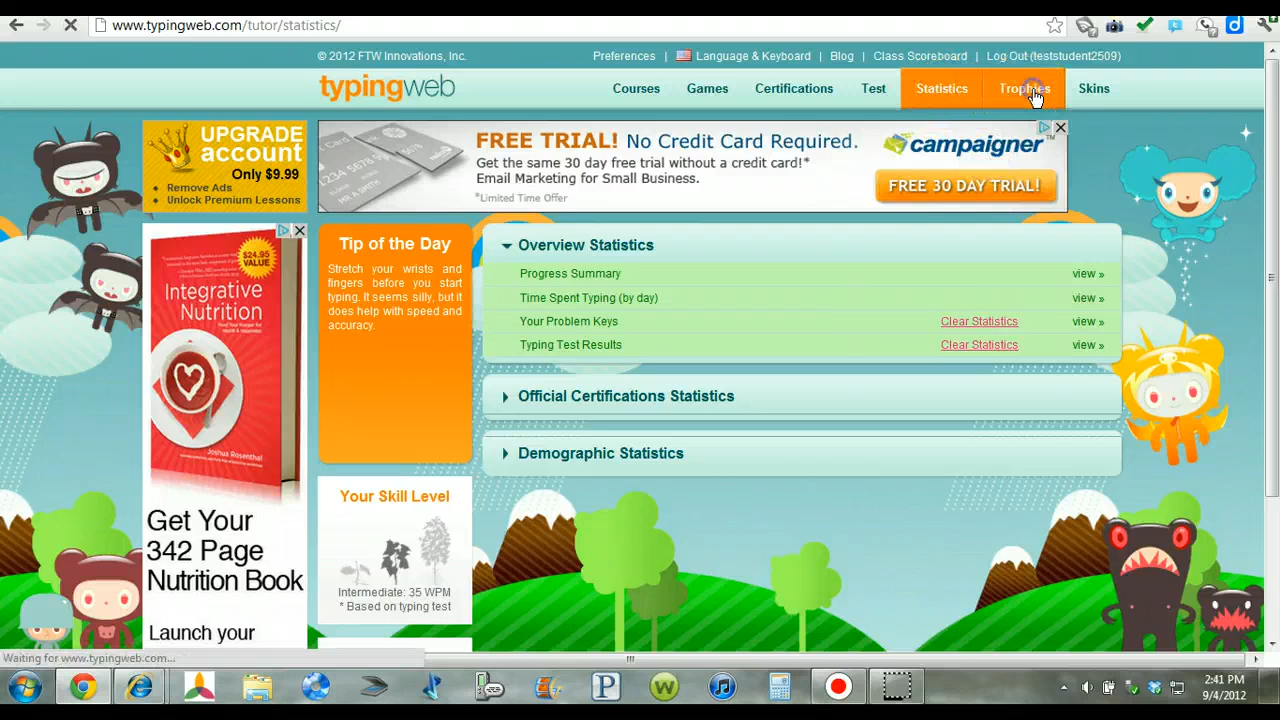 www.typingweb.com/tutor/statistics/
© 2012 FTW Innovations, Inc.
Preferences | Language & Keyboard | Blog | Class Scoreboard | Log Out (teststudent2509)
typingweb
Courses Games Certifications Test Statistics Trophies Skins
UPGRADE
account
Only $9.99
Remove Ads
Unlock Premium Lessons
FREE TRIAL! No Credit Card Required.
Get the same 30 day free trial without a credit card!*
Email Marketing for Small Business.
*Limited Time Offer
campaigner™
FREE 30 DAY TRIAL!
$24.95
VALUE
Integrative
Nutrition
Joshua Rosenthal
Get Your
342 Page
Nutrition Book
Launch your
Tip of the Day
Stretch your wrists and
fingers before you start
typing. It seems silly, but it
does help with speed and
accuracy.
Your Skill Level
Intermediate: 35 WPM
* Based on typing test
Overview Statistics
Progress Summary view »
Time Spent Typing (by day) view »
Your Problem Keys Clear Statistics view »
Typing Test Results Clear Statistics view »
Official Certifications Statistics
Demographic Statistics
Waiting for www.typingweb.com...
2:41 PM
9/4/2012